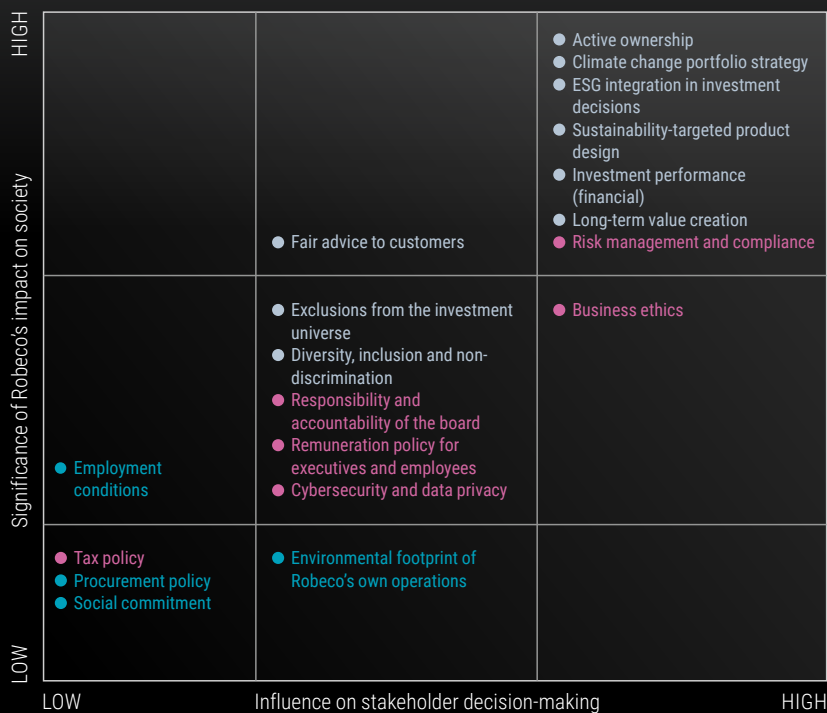 HIGH
Significance of Robeco's impact on society
LOW
Active ownership
Climate change portfolio strategy
ESG integration in investment
decisions
Sustainability-targeted product
design
Investment performance
(financial)
Long-term value creation
Risk management and compliance
Fair advice to customers
Exclusions from the investment
universe
Diversity, inclusion and non-
discrimination
Responsibility and
accountability of the board
Remuneration policy for
executives and employees
Cybersecurity and data privacy
Business ethics
Employment
conditions
Tax policy
Procurement policy
Social commitment
Environmental footprint of
Robeco's own operations
LOW
Influence on stakeholder decision-making
HIGH